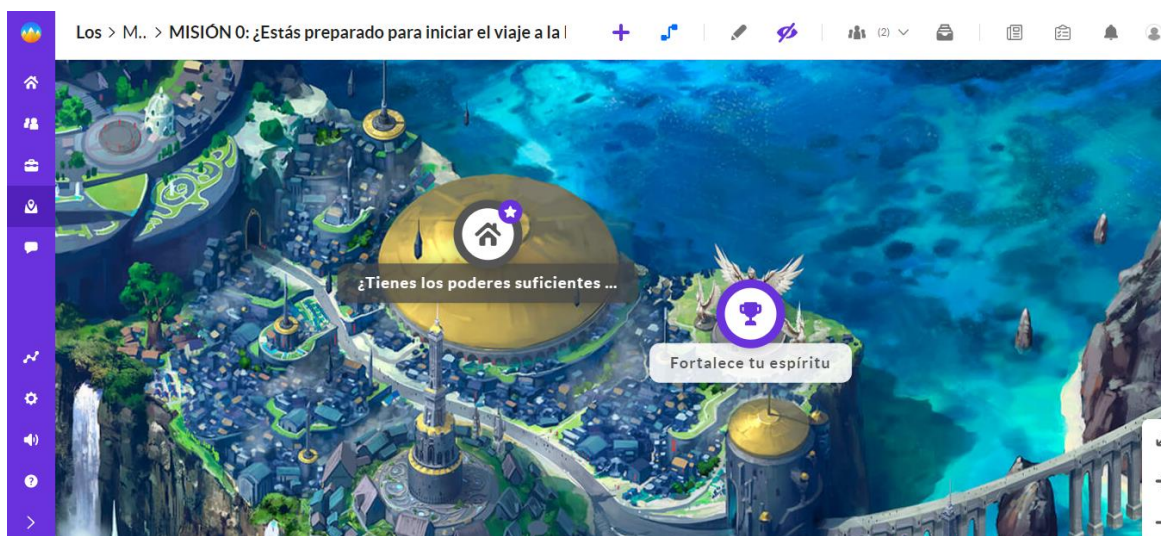 Los > M.. > MISIÓN 0: ¿Estás preparado para iniciar el viaje a la
(2)
¿Tienes los poderes suficientes ...
Fortalece tu espíritu